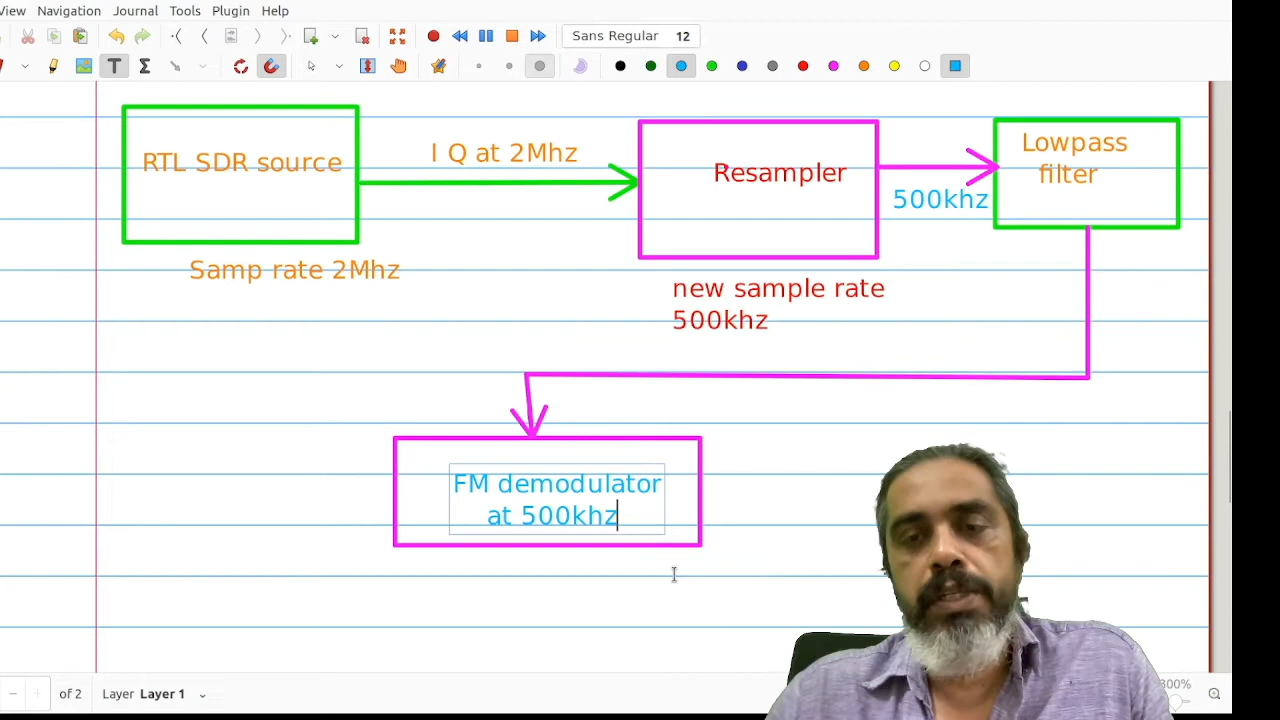 View Navigation Journal Tools Plugin Help
Sans Regular 12
RTL SDR source
I Q at 2Mhz
Resampler
Lowpass
filter
500khz
Samp rate 2Mhz
new sample rate
500khz
FM demodulator
at 500khz
of 2 Layer Layer 1
300%